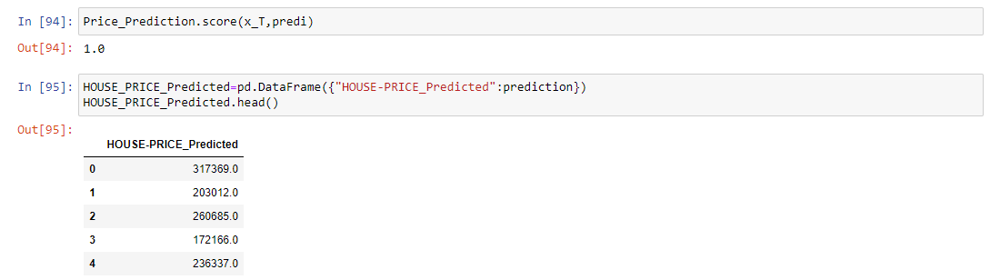 In [94]: Price_Prediction.score(x_T,predi)
Out[94]: 1.0
In [95]: HOUSE_PRICE_Predicted=pd.DataFrame({"HOUSE-PRICE_Predicted":prediction})
HOUSE_PRICE_Predicted.head()
Out[95]:
HOUSE-PRICE_Predicted
0 317369.0
1 203012.0
2 260685.0
3 172166.0
4 236337.0